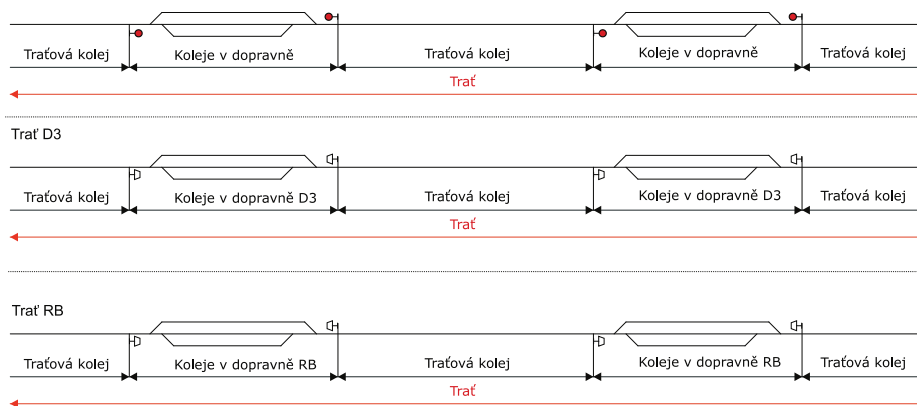 Traťová kolej Koleje v dopravně Traťová kolej Koleje v dopravně Traťová kolej
Trať
Trať D3
Traťová kolej Koleje v dopravně D3 Traťová kolej Koleje v dopravně D3 Traťová kolej
Trať
Trať RB
Traťová kolej Koleje v dopravně RB Traťová kolej Koleje v dopravně RB Traťová kolej
Trať